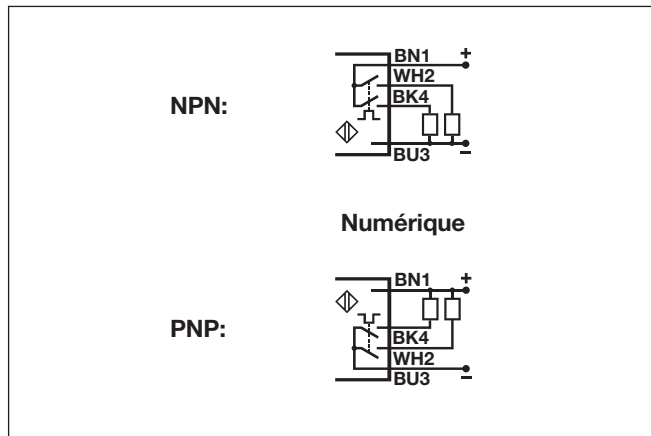 NPN:
BN1 +
WH2
BK4
BU3 −
Numérique
PNP:
BN1 +
BK4
WH2
BU3 −